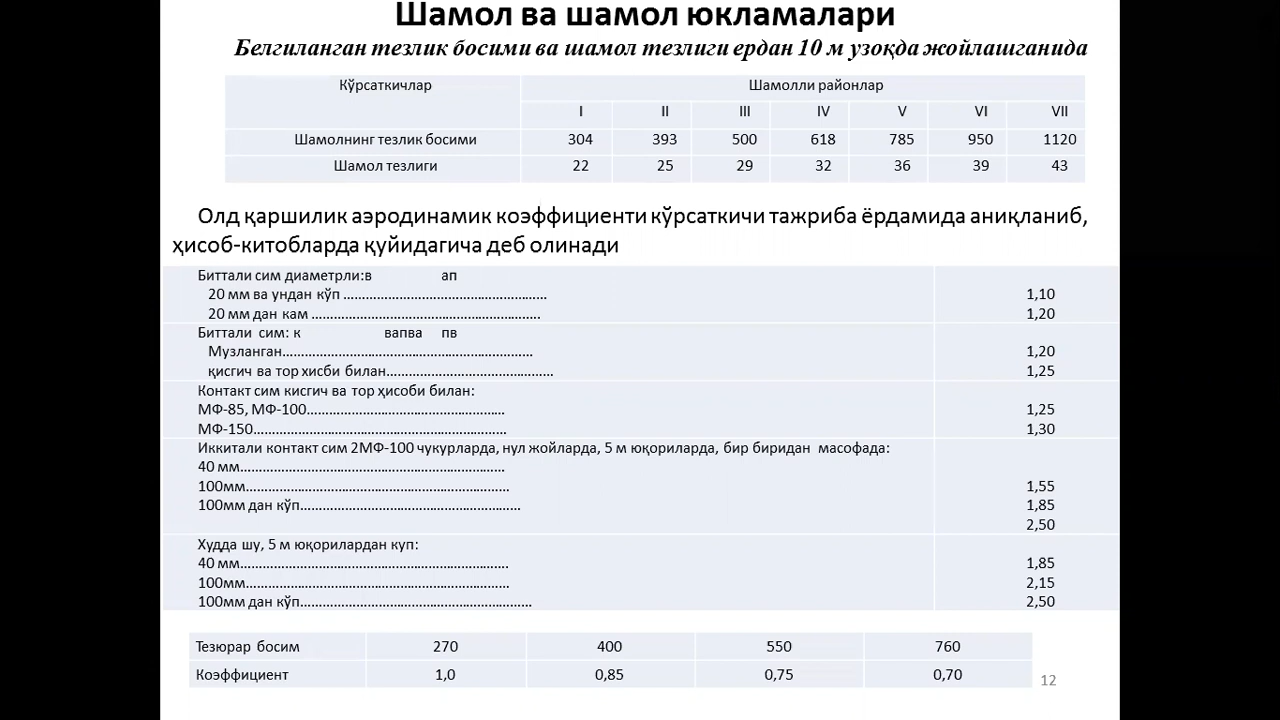 Шамол ва шамол юкламалари
Белгиланган тезлик босими ва шамол тезлиги ердан 10 м узоқда жойлашганида
Кўрсаткичлар Шамолли районлар
I II III IV V VI VII
Шамолнинг тезлик босими 304 393 500 618 785 950 1120
Шамол тезлиги 22 25 29 32 36 39 43
Олд қаршилик аэродинамик коэффициенти кўрсаткичи тажриба ёрдамида аниқланиб,
ҳисоб-китобларда қуйидагича деб олинади
Биттали сим диаметрли:в ап
20 мм ва ундан кўп ……………………………………………… 1,10
20 мм дан кам …………………………………………………. 1,20
Биттали сим: к вапва пв
Музланган………………………………………………………… 1,20
қисгич ва тор хисби билан……………………………………… 1,25
Контакт сим кисгич ва тор ҳисоби билан:
МФ-85, МФ-100…………………………………………… 1,25
МФ-150………………………………………………………… 1,30
Иккитали контакт сим 2МФ-100 чукурларда, нул жойларда, 5 м юқориларда, бир биридан масофада:
40 мм……………………………………………………………
100мм…………………………………………………………… 1,55
100мм дан кўп………………………………………………… 1,85
2,50
Худда шу, 5 м юқорилардан куп:
40 мм…………………………………………………………… 1,85
100мм…………………………………………………………… 2,15
100мм дан кўп…………………………………………………… 2,50
Тезюрар босим 270 400 550 760
Коэффициент 1,0 0,85 0,75 0,70
12